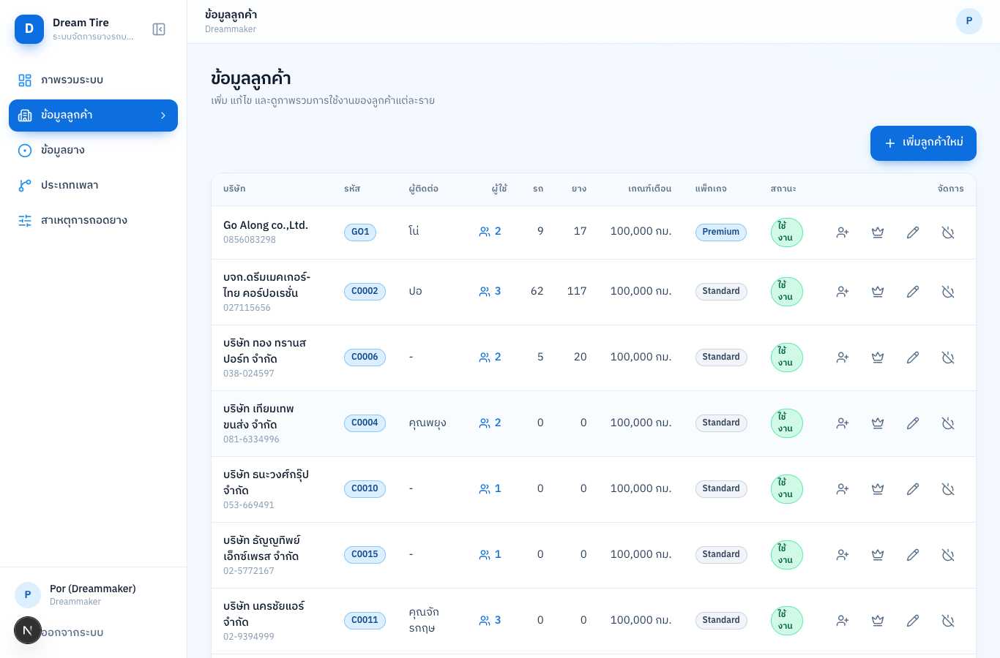 D
Dream Tire
ระบบจัดการยางรถบ...
ภาพรวมระบบ
ข้อมูลลูกค้า
ข้อมูลยาง
ประเภทเพลา
สาเหตุการถอดยาง
P
Por (Dreammaker)
Dreammaker
N
ออกจากระบบ
ข้อมูลลูกค้า
Dreammaker
P
ข้อมูลลูกค้า
เพิ่ม แก้ไข และดูภาพรวมการใช้งานของลูกค้าแต่ละราย
เพิ่มลูกค้าใหม่
บริษัท รหัส ผู้ติดต่อ ผู้ใช้ รถ ยาง เกณฑ์เตือน แพ็กเกจ สถานะ จัดการ
Go Along co.,Ltd.
0856083298
GO1 โน่ 2 9 17 100,000 กม. Premium
ใช้
งาน
บจก.ดรีมเมคเกอร์-
ไทย คอร์ปอเรชั่น
027115656
C0002 ปอ 3 62 117 100,000 กม. Standard
ใช้
งาน
บริษัท ทอง ทรานส
ปอร์ท จำกัด
038-024597
C0006 - 2 5 20 100,000 กม. Standard
ใช้
งาน
บริษัท เทียมเทพ
ขนส่ง จำกัด
081-6334996
C0004 คุณพยุง 2 0 0 100,000 กม. Standard
ใช้
งาน
บริษัท ธนะวงศ์กรุ๊ป
จำกัด
053-669491
C0010 - 1 0 0 100,000 กม. Standard
ใช้
งาน
บริษัท ธัญญทิพย์
เอ็กซ์เพรส จำกัด
02-5772167
C0015 - 1 0 0 100,000 กม. Standard
ใช้
งาน
บริษัท นครชัยแอร์
จำกัด
02-9394999
C0011
คุณจัก
รกฤษ
3 0 0 100,000 กม. Standard
ใช้
งาน